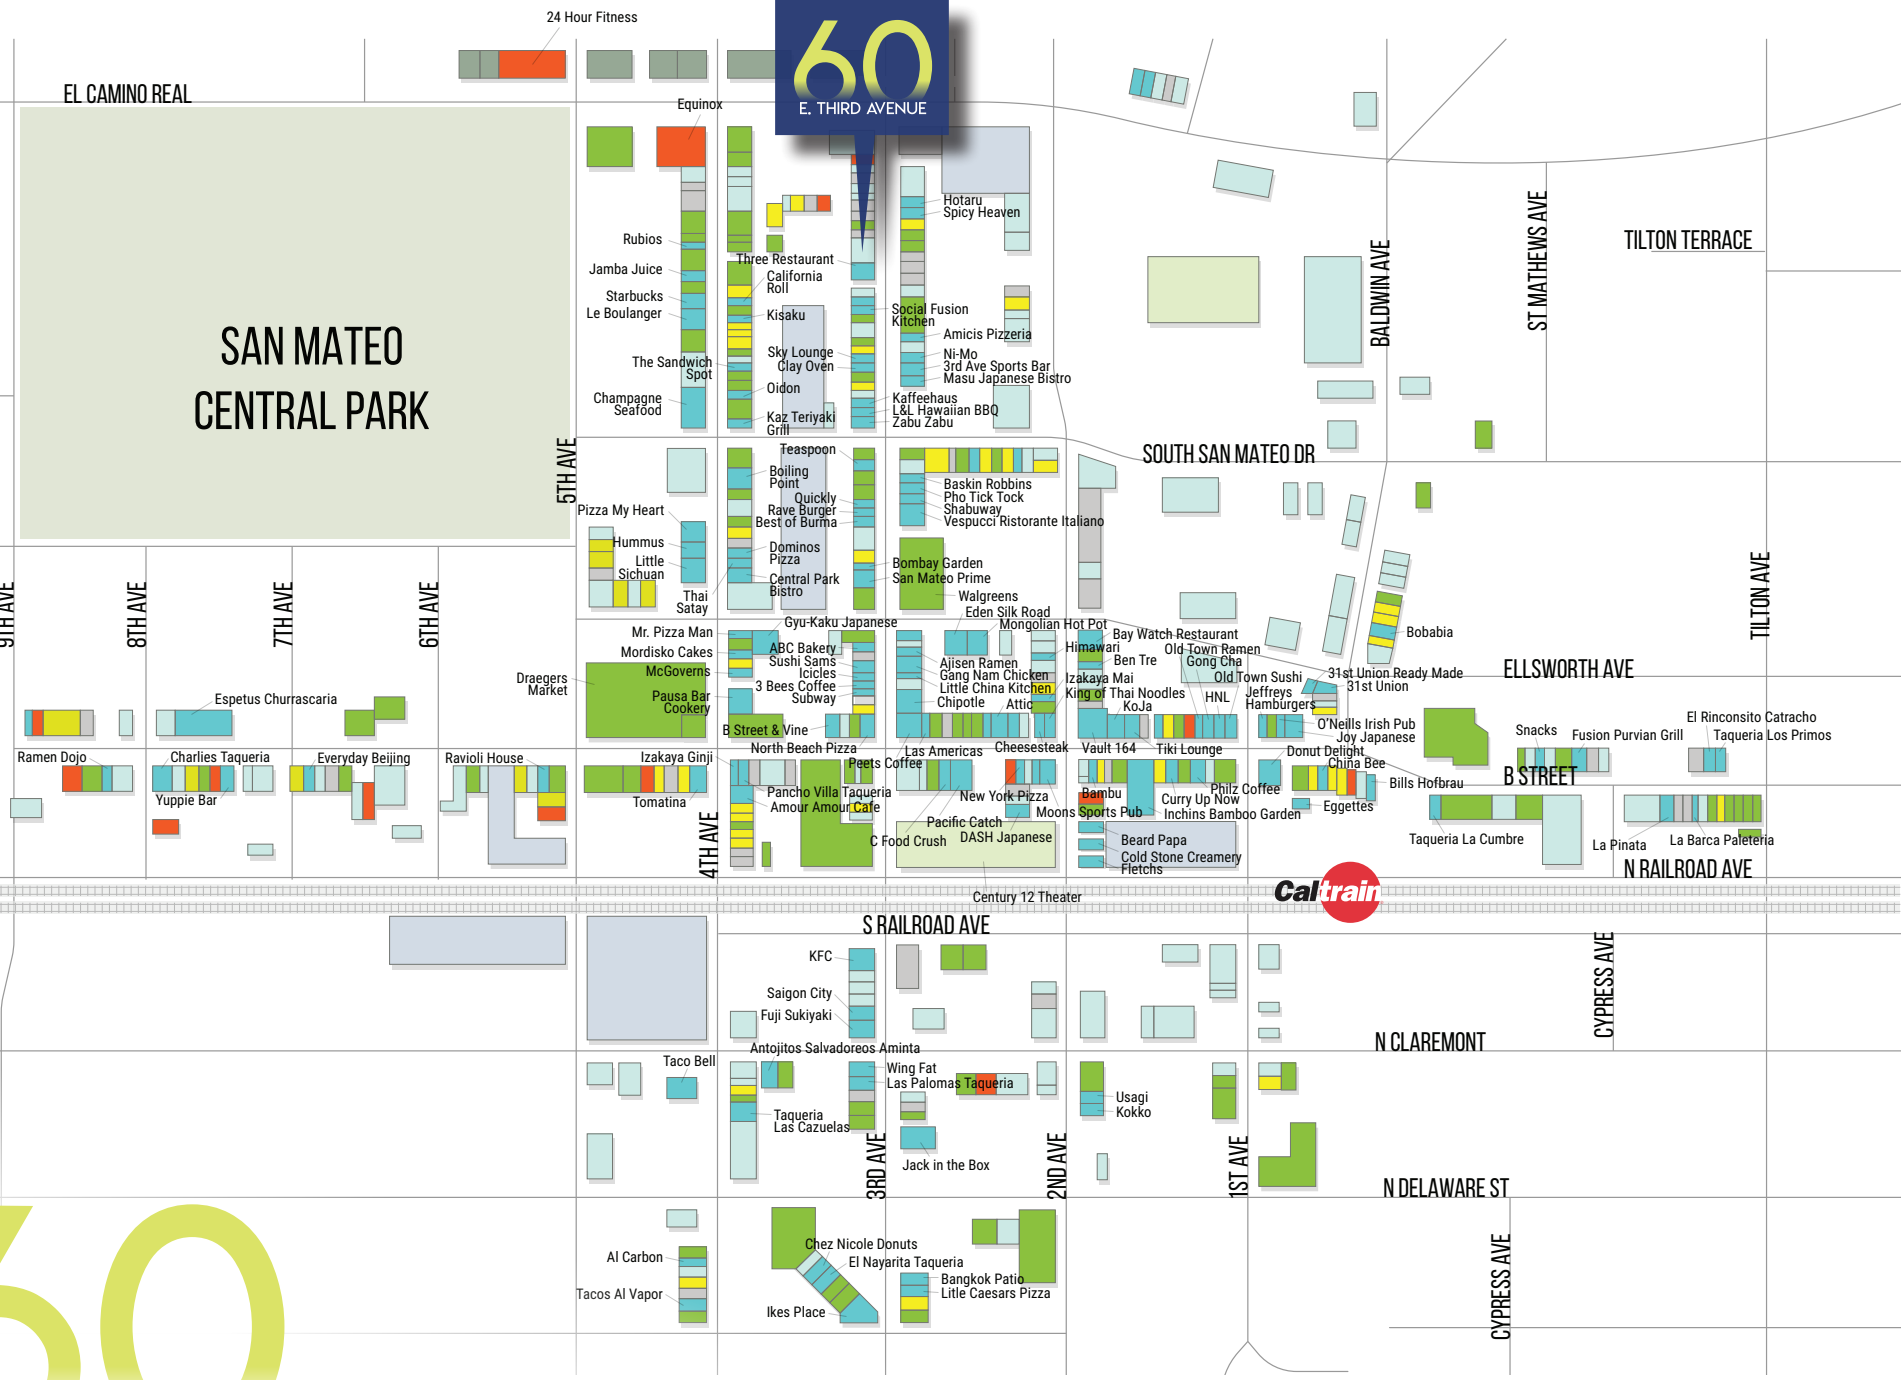 24 Hour Fitness
60
E. THIRD AVENUE
EL CAMINO REAL
Equinox
SAN MATEO
CENTRAL PARK
Hotaru
Spicy Heaven
Rubios
Jamba Juice
Starbucks
Le Boulanger
Three Restaurant
California
Roll
Kisaku
Social Fusion
Kitchen
Amicis Pizzeria
Sky Lounge
Clay Oven
Ni-Mo
3rd Ave Sports Bar
Masu Japanese Bistro
The Sandwich
Spot
Oidon
Champagne
Seafood
Kaz Teriyaki
Grill
Kaffeehaus
L&L Hawaiian BBQ
Zabu Zabu
TILTON TERRACE
ST MATHEWS AVE
BALDWIN AVE
SOUTH SAN MATEO DR
5TH AVE
Teaspoon
Boiling
Point
Quickly
Rave Burger
Best of Burma
Baskin Robbins
Pho Tick Tock
Shabuway
Vespucci Ristorante Italiano
Pizza My Heart
Hummus
Little
Sichuan
Dominos
Pizza
Central Park
Bistro
Thai
Satay
Bombay Garden
San Mateo Prime
Walgreens
Eden Silk Road
Mongolian Hot Pot
9TH AVE
8TH AVE
7TH AVE
6TH AVE
TILTON AVE
Mr. Pizza Man
Mordisko Cakes
McGoverns
Draegers
Market
Pausa Bar
Cookery
Gyu-Kaku Japanese
ABC Bakery
Sushi Sams
Icicles
3 Bees Coffee
Subway
B Street & Vine
North Beach Pizza
Ajisen Ramen
Gang Nam Chicken
Little China Kitchen
Chipotle
Attic
Himawari
Izakaya Mai
King of Thai Noodles
KoJa
Bay Watch Restaurant
Ben Tre
Old Town Ramen
Gong Cha
Old Town Sushi
HNL
Jeffreys
Hamburgers
31st Union Ready Made
31st Union
Bobabia
ELLSWORTH AVE
O'Neills Irish Pub
Joy Japanese
Donut Delight
China Bee
Bills Hofbrau
Eggettes
Snacks
Fusion Purvian Grill
El Rinconsito Catracho
Taqueria Los Primos
B STREET
Espetus Churrascaria
Ramen Dojo
Charlies Taqueria
Yuppie Bar
Everyday Beijing
Ravioli House
Izakaya Ginji
Tomatina
4TH AVE
Pancho Villa Taqueria
Amour Amour Cafe
Peets Coffee
Las Americas
Cheesesteak
Vault 164
Tiki Lounge
New York Pizza
Pacific Catch
C Food Crush
DASH Japanese
Moons Sports Pub
Bambu
Philz Coffee
Curry Up Now
Inchins Bamboo Garden
Beard Papa
Cold Stone Creamery
Fletchs
Century 12 Theater
Taqueria La Cumbre
La Pinata
La Barca Paleteria
N RAILROAD AVE
Caltrain
S RAILROAD AVE
KFC
Saigon City
Fuji Sukiyaki
CYPRESS AVE
N CLAREMONT
Taco Bell
Antojitos Salvadoreos Aminta
Wing Fat
Las Palomas Taqueria
Taqueria
Las Cazuelas
Jack in the Box
Usagi
Kokko
3RD AVE
2ND AVE
1ST AVE
N DELAWARE ST
Al Carbon
Tacos Al Vapor
Chez Nicole Donuts
El Nayarita Taqueria
Ikes Place
Bangkok Patio
Litle Caesars Pizza
CYPRESS AVE
60